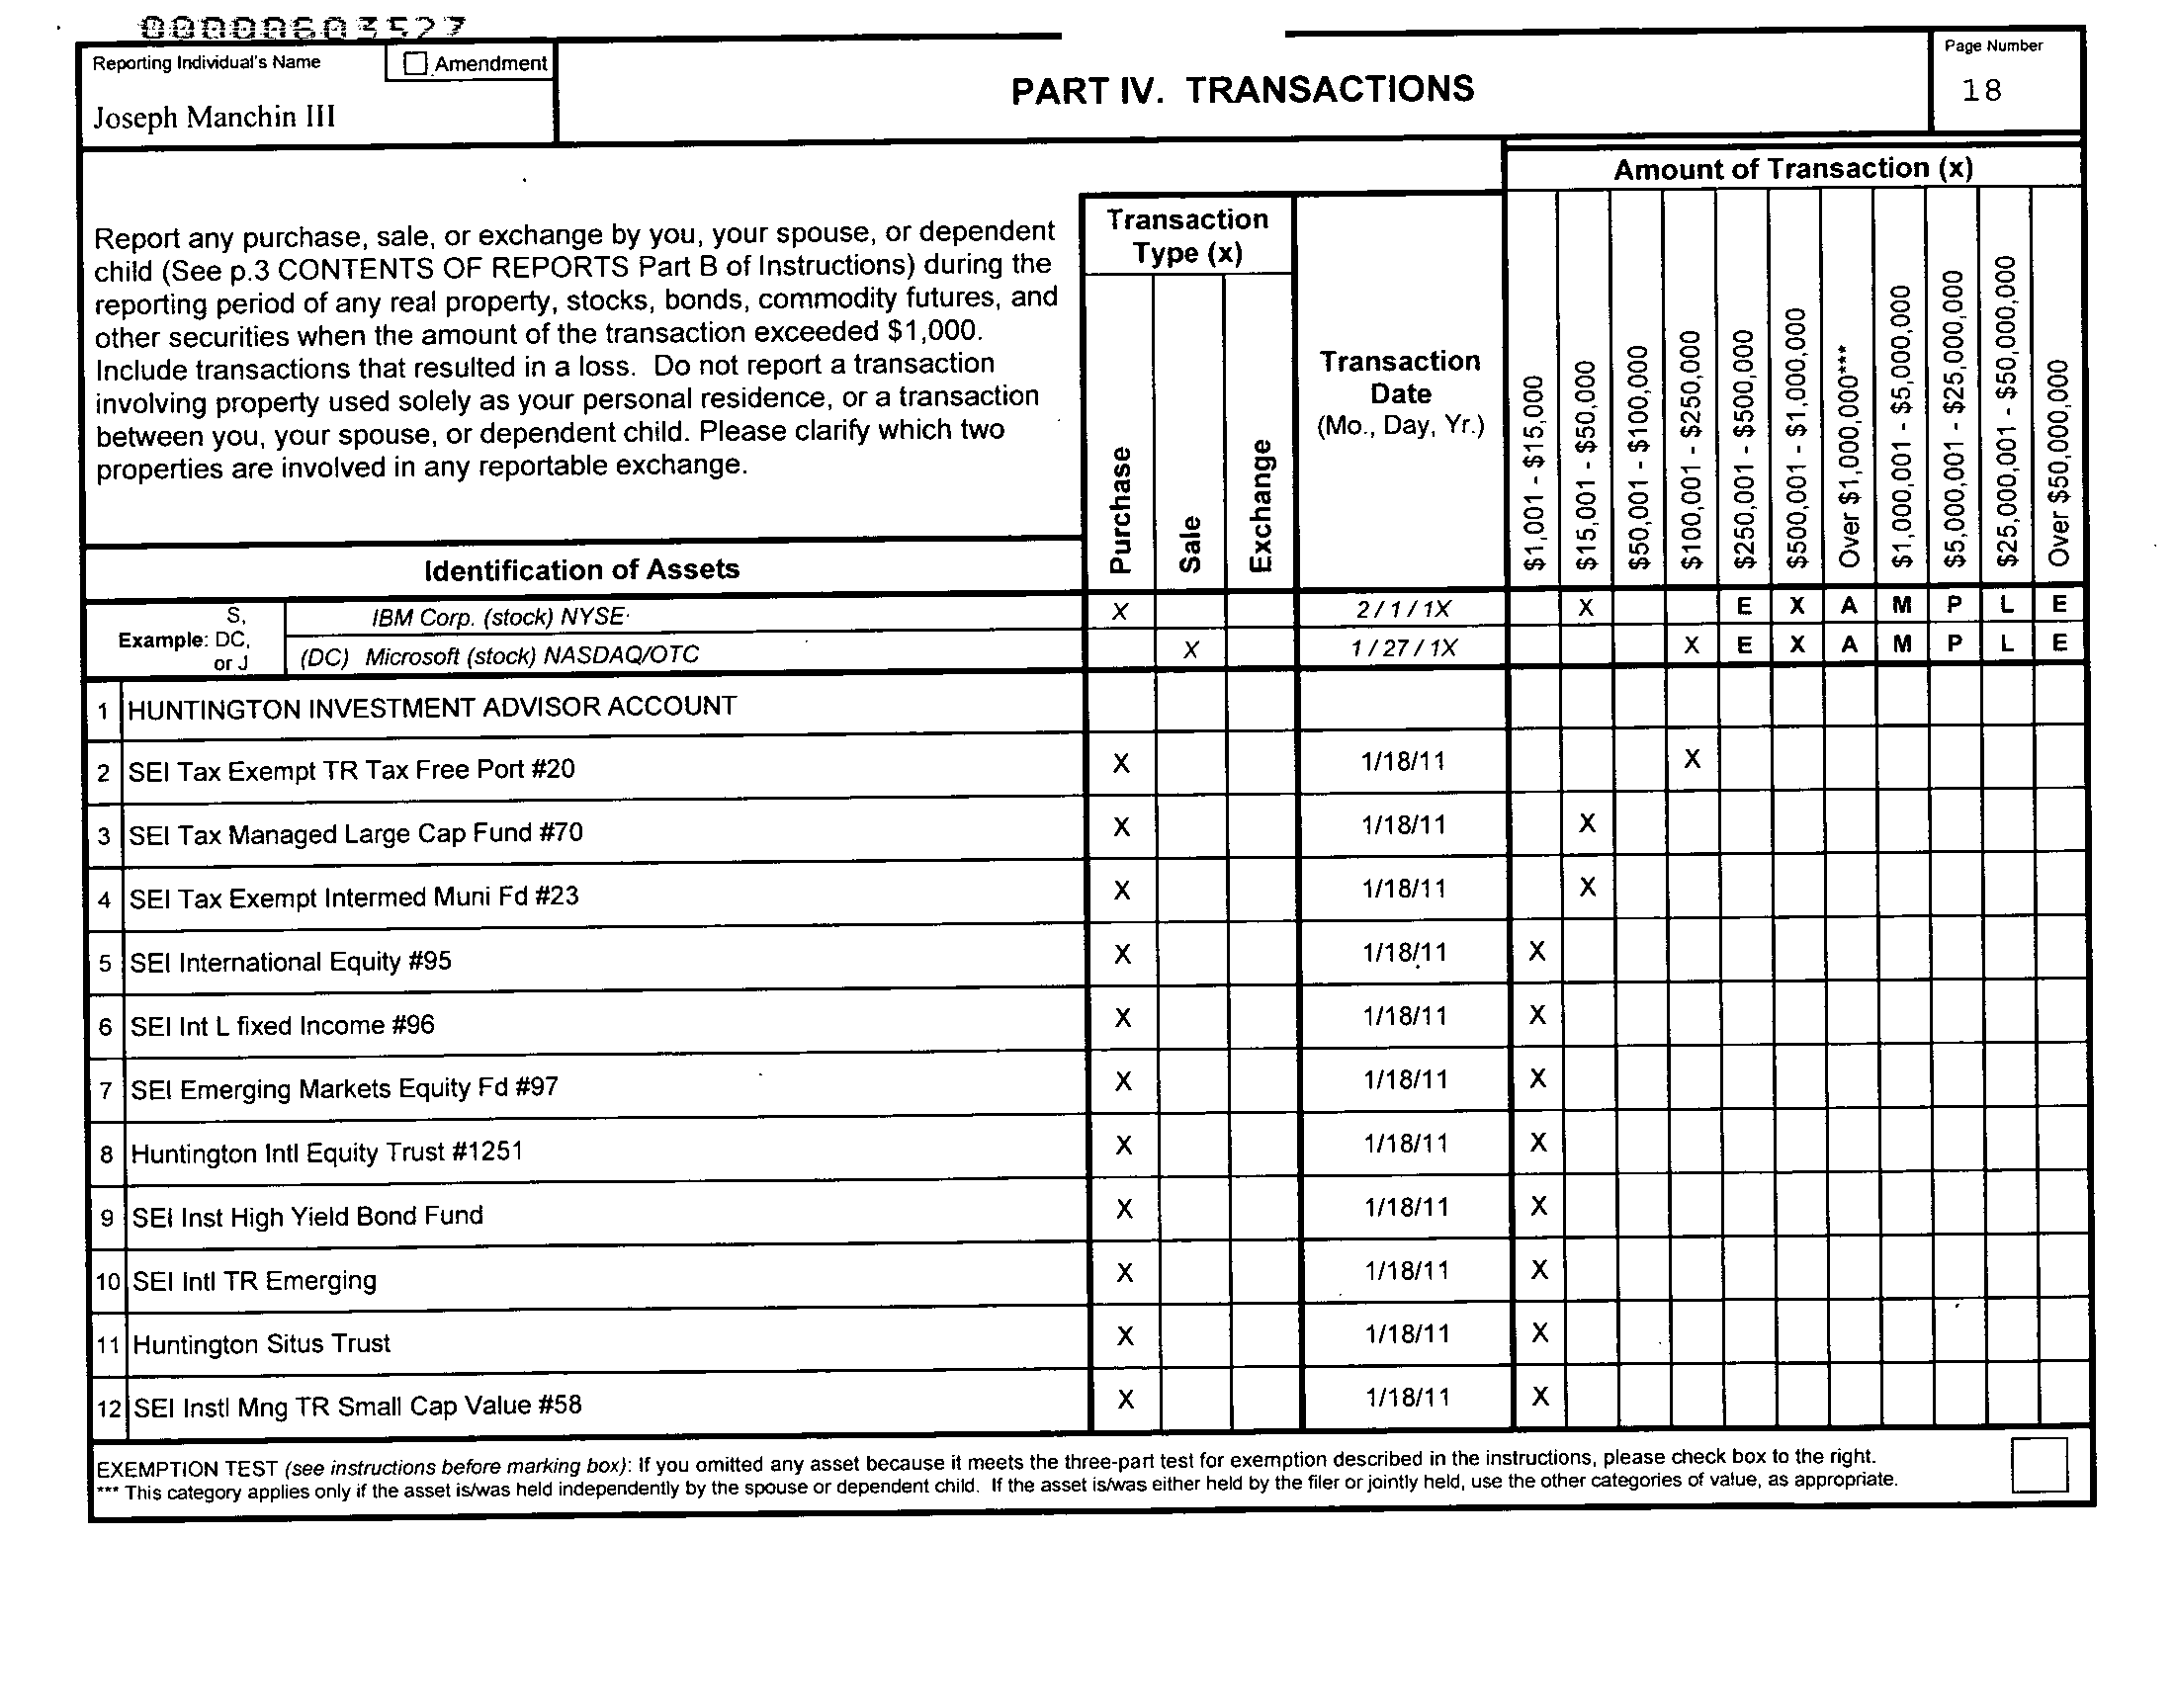 00000603527
Reporting Individual's Name
Amendment
Joseph Manchin III
PART IV. TRANSACTIONS
Page Number
18
Report any purchase, sale, or exchange by you, your spouse, or dependent
child (See p.3 CONTENTS OF REPORTS Part B of Instructions) during the
reporting period of any real property, stocks, bonds, commodity futures, and
other securities when the amount of the transaction exceeded $1,000.
Include transactions that resulted in a loss. Do not report a transaction
involving property used solely as your personal residence, or a transaction
between you, your spouse, or dependent child. Please clarify which two
properties are involved in any reportable exchange.
Transaction
Type (x)
Purchase
Sale
Exchange
Transaction
Date
(Mo., Day, Yr.)
Amount of Transaction (x)
$1,001 - $15,000
$15,001 - $50,000
$50,001 - $100,000
$100,001 - $250,000
$250,001 - $500,000
$500,001 - $1,000,000
Over $1,000,000***
$1,000,001 - $5,000,000
$5,000,001 - $25,000,000
$25,000,001 - $50,000,000
Over $50,000,000
Identification of Assets
Example: S,
DC,
or J
IBM Corp. (stock) NYSE X 2/1/1X X E X A M P L E
(DC) Microsoft (stock) NASDAQ/OTC X 1/27/1X X E X A M P L E
1 HUNTINGTON INVESTMENT ADVISOR ACCOUNT
2 SEI Tax Exempt TR Tax Free Port #20 X 1/18/11 X
3 SEI Tax Managed Large Cap Fund #70 X 1/18/11 X
4 SEI Tax Exempt Intermed Muni Fd #23 X 1/18/11 X
5 SEI International Equity #95 X 1/18/11 X
6 SEI Int L fixed Income #96 X 1/18/11 X
7 SEI Emerging Markets Equity Fd #97 X 1/18/11 X
8 Huntington Intl Equity Trust #1251 X 1/18/11 X
9 SEI Inst High Yield Bond Fund X 1/18/11 X
10 SEI Intl TR Emerging X 1/18/11 X
11 Huntington Situs Trust X 1/18/11 X
12 SEI Instl Mng TR Small Cap Value #58 X 1/18/11 X
EXEMPTION TEST (see instructions before marking box): If you omitted any asset because it meets the three-part test for exemption described in the instructions, please check box to the right.
*** This category applies only if the asset is/was held independently by the spouse or dependent child. If the asset is/was either held by the filer or jointly held, use the other categories of value, as appropriate.